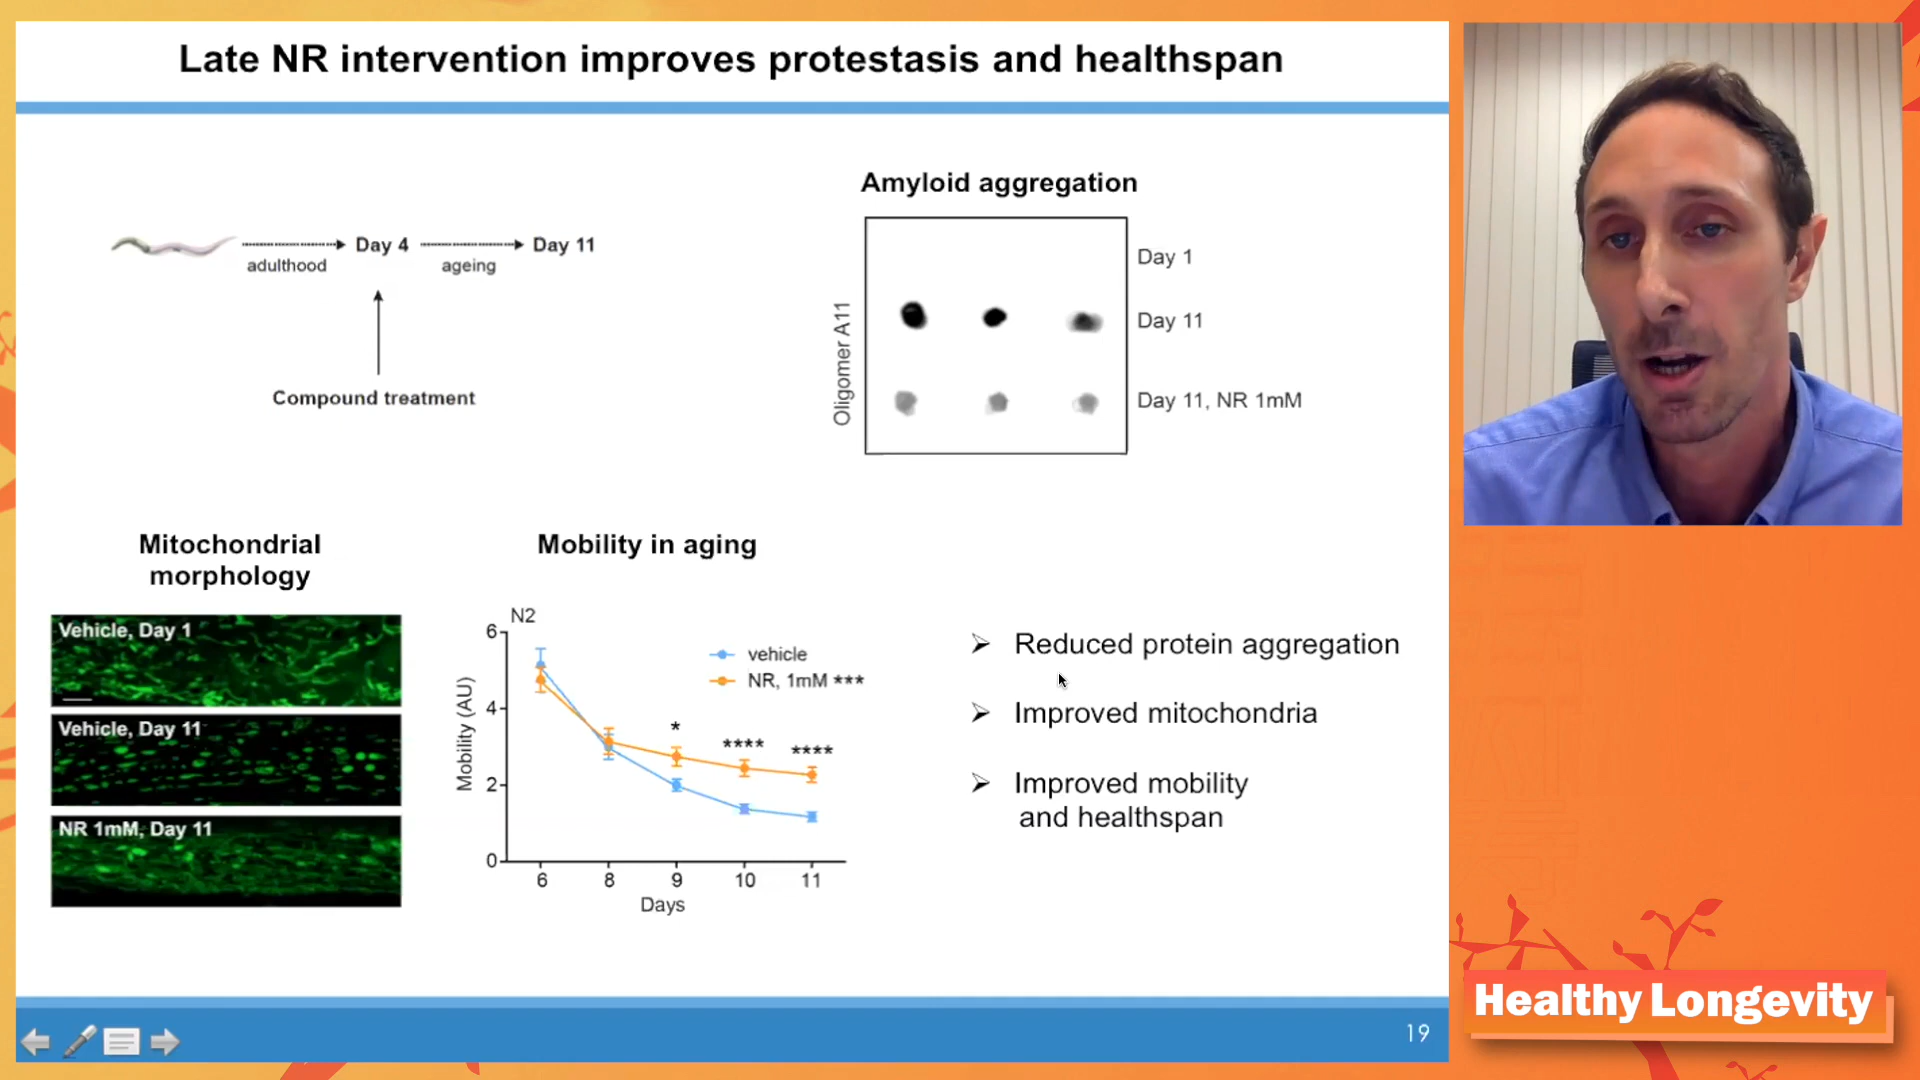 Late NR intervention improves protestasis and healthspan
Day 4
Day 11
adulthood
ageing
Compound treatment
Amyloid aggregation
Oligomer A11
Day 1
Day 11
Day 11, NR 1mM
Mitochondrial
morphology
Vehicle, Day 1
Vehicle, Day 11
NR 1mM, Day 11
Mobility in aging
N2
Mobility (AU)
6
4
2
0
vehicle
NR, 1mM ***
*
****
****
6 8 9 10 11
Days
➢ Reduced protein aggregation
➢ Improved mitochondria
➢ Improved mobility
and healthspan
19
Healthy Longevity